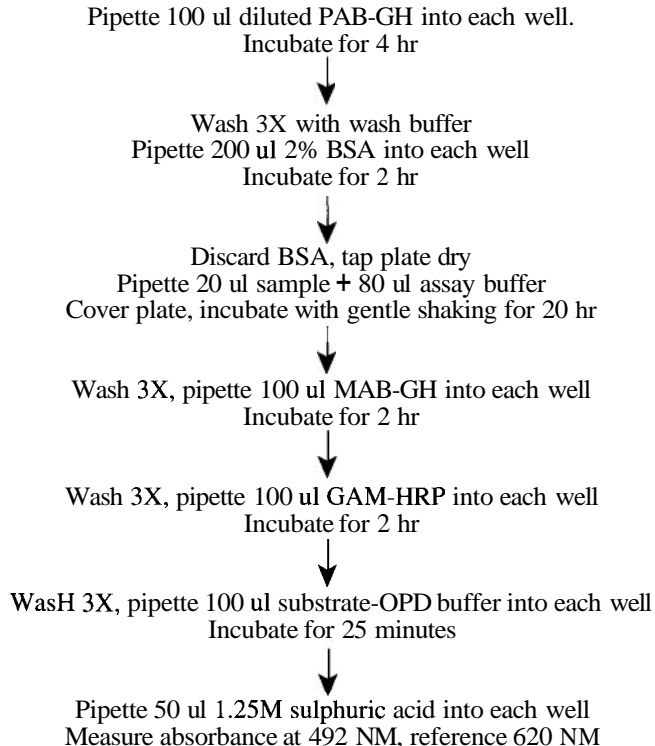 Pipette 100 ul diluted PAB-GH into each well.
Incubate for 4 hr
Wash 3X with wash buffer
Pipette 200 ul 2% BSA into each well
Incubate for 2 hr
Discard BSA, tap plate dry
Pipette 20 ul sample + 80 ul assay buffer
Cover plate, incubate with gentle shaking for 20 hr
Wash 3X, pipette 100 ul MAB-GH into each well
Incubate for 2 hr
Wash 3X, pipette 100 ul GAM-HRP into each well
Incubate for 2 hr
WasH 3X, pipette 100 ul substrate-OPD buffer into each well
Incubate for 25 minutes
Pipette 50 ul 1.25M sulphuric acid into each well
Measure absorbance at 492 NM, reference 620 NM